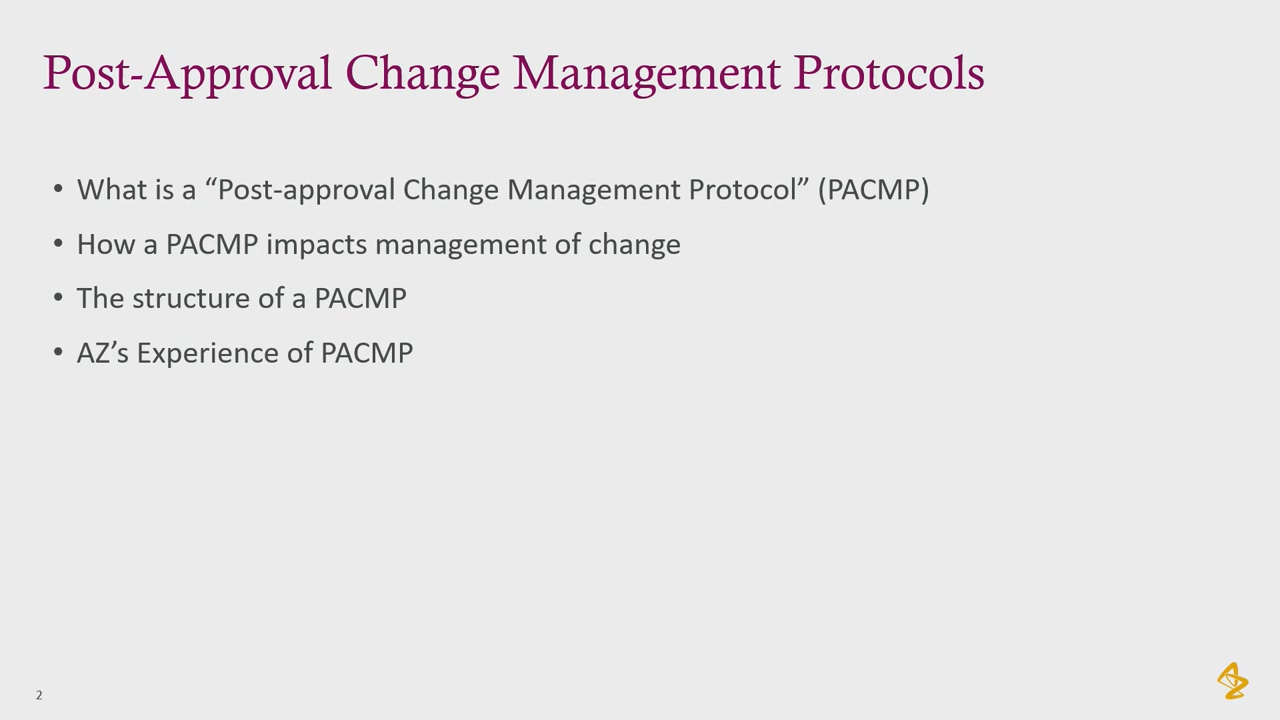 Post-Approval Change Management Protocols
• What is a “Post-approval Change Management Protocol” (PACMP)
• How a PACMP impacts management of change
• The structure of a PACMP
• AZ’s Experience of PACMP
2